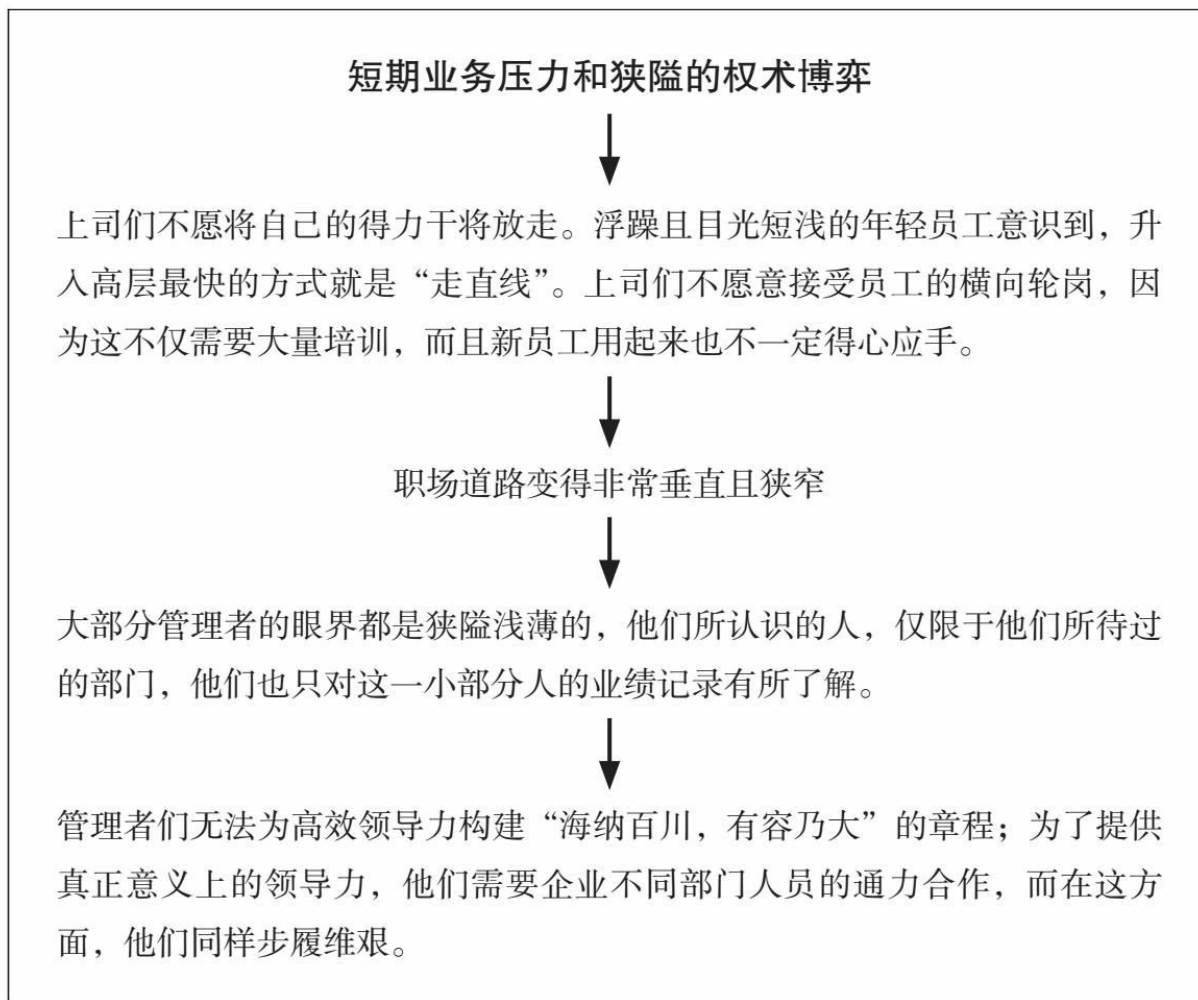 短期业务压力和狭隘的权术博弈
上司们不愿将自己的得力干将放走。浮躁且目光短浅的年轻员工意识到，升
入高层最快的方式就是“走直线”。上司们不愿意接受员工的横向轮岗，因
为这不仅需要大量培训，而且新员工用起来也不一定得心应手。
职场道路变得非常垂直且狭窄
大部分管理者的眼界都是狭隘浅薄的，他们所认识的人，仅限于他们所待过
的部门，他们也只对这一小部分人的业绩记录有所了解。
管理者们无法为高效领导力构建“海纳百川，有容乃大”的章程；为了提供
真正意义上的领导力，他们需要企业不同部门人员的通力合作，而在这方
面，他们同样步履维艰。